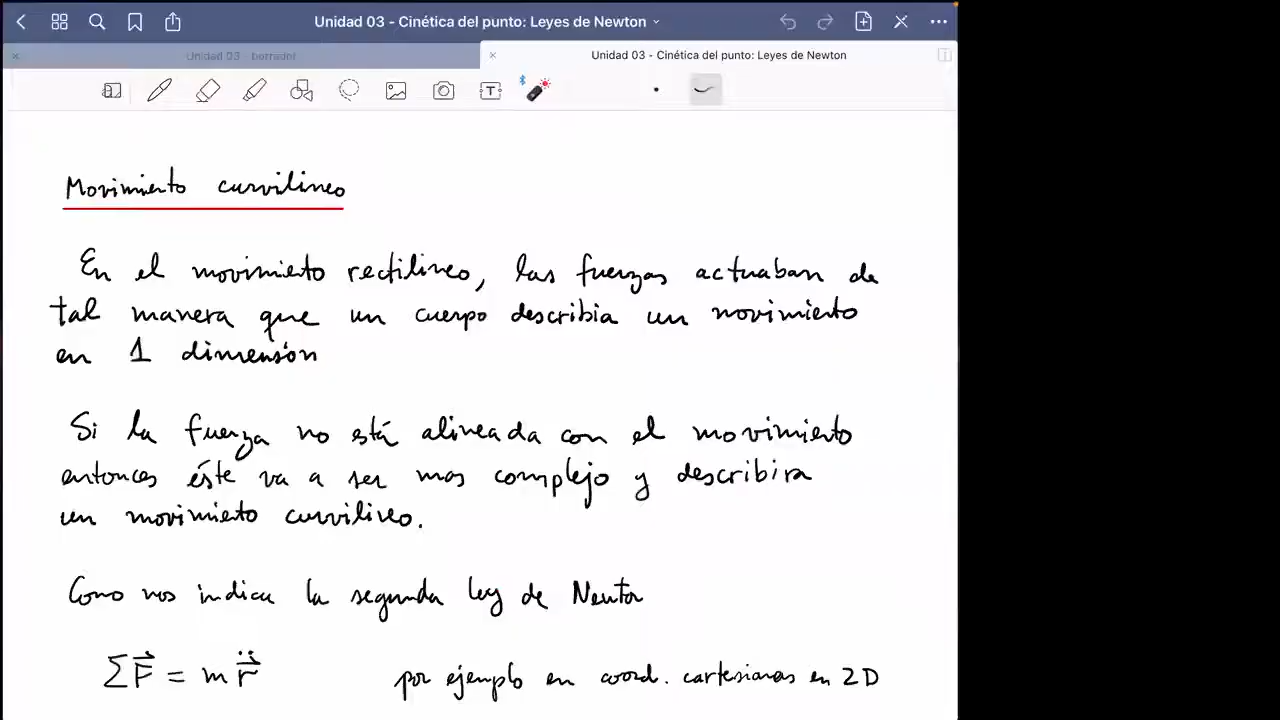 Unidad 03 - Cinética del punto: Leyes de Newton
Unidad 03 - borrador
Unidad 03 - Cinética del punto: Leyes de Newton
T
Movimiento curvilineo
En el movimiento rectilineo, las fuerzas actuaban de
tal manera que un cuerpo describia un movimiento
en 1 dimensión
Si la fuerza no está alineada con el movimiento
entonces éste va a ser mas complejo y describira
un movimiento curvilineo.
Como nos indica la segunda ley de Newton
∑F⃗ = m r̈⃗ por ejemplo en coord. cartesianas en 2D